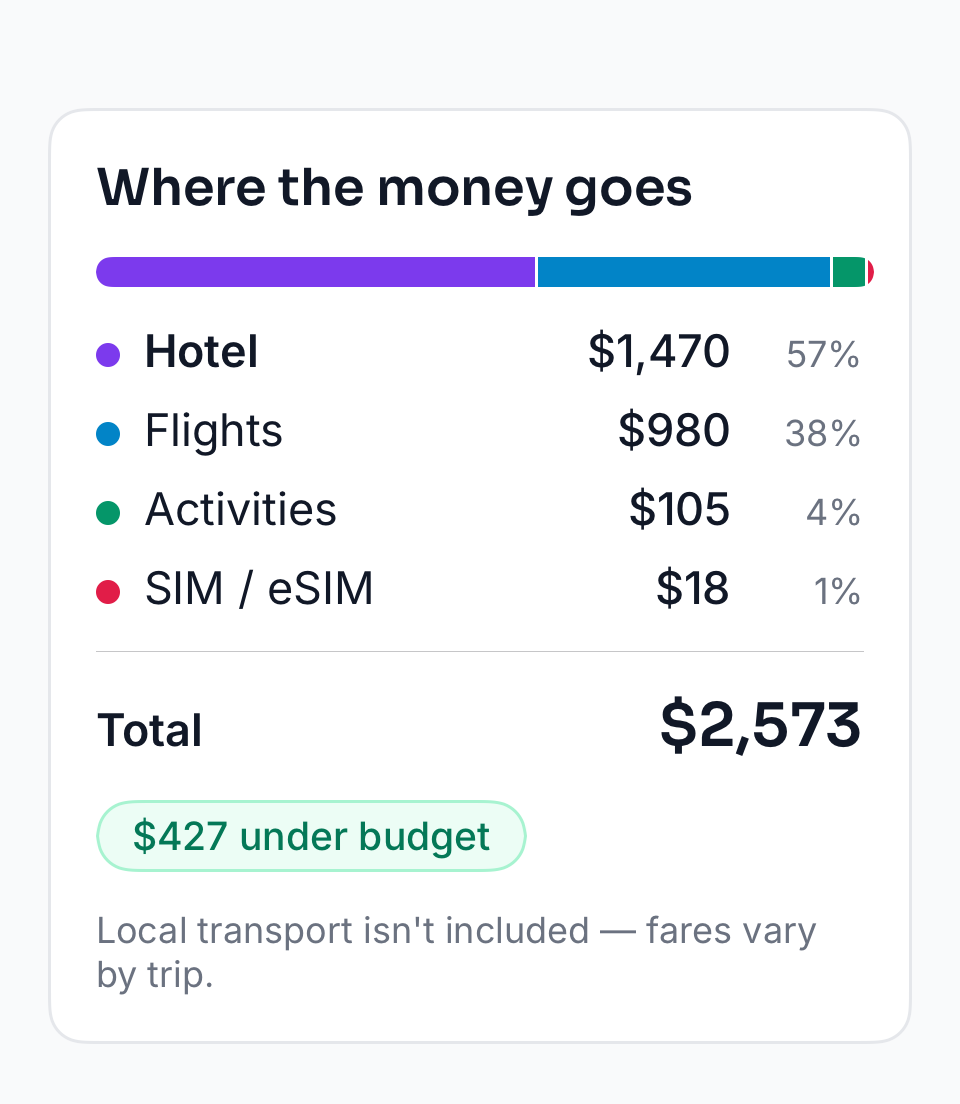 Where the money goes
Hotel $1,470 57%
Flights $980 38%
Activities $105 4%
SIM / eSIM $18 1%
Total $2,573
$427 under budget
Local transport isn't included — fares vary
by trip.